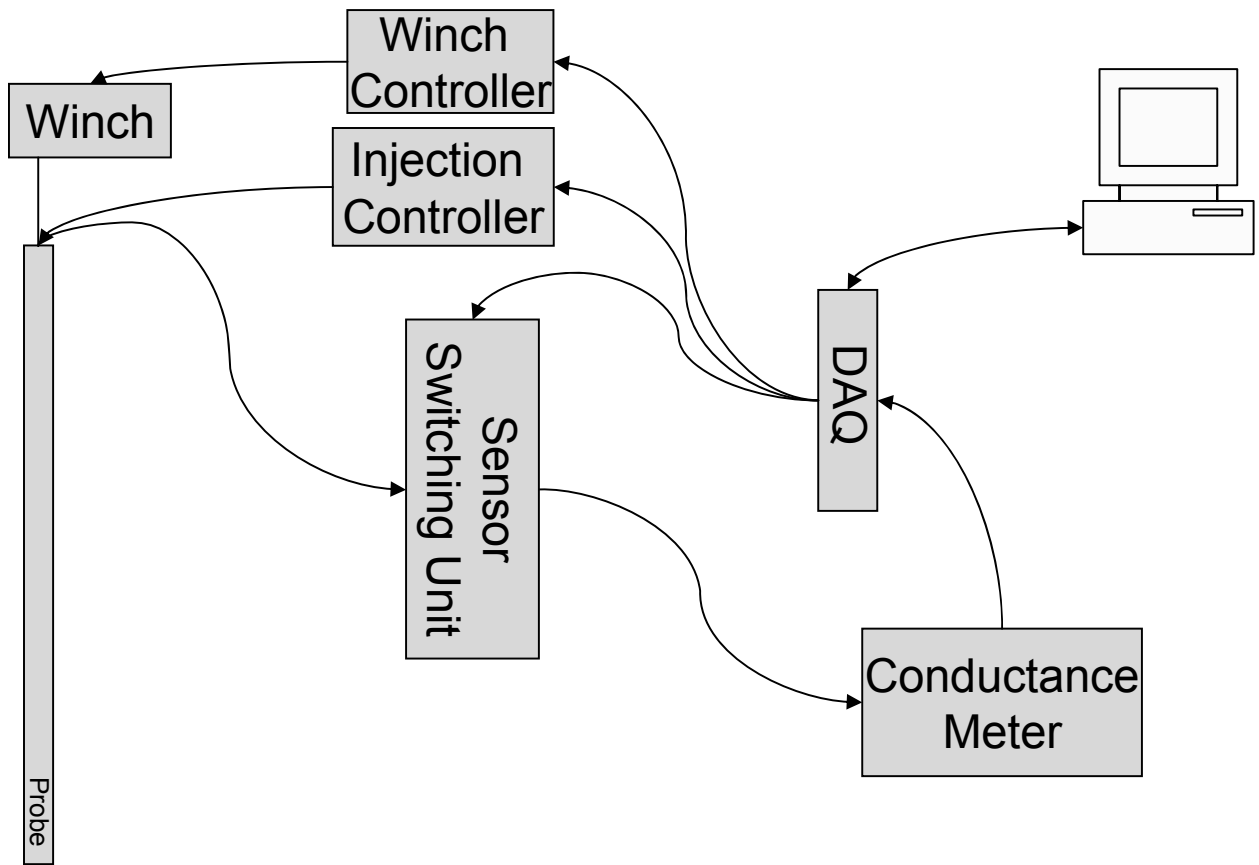 Winch
Controller
Winch
Injection
Controller
Sensor
Switching Unit
DAQ
Conductance
Meter
Probe